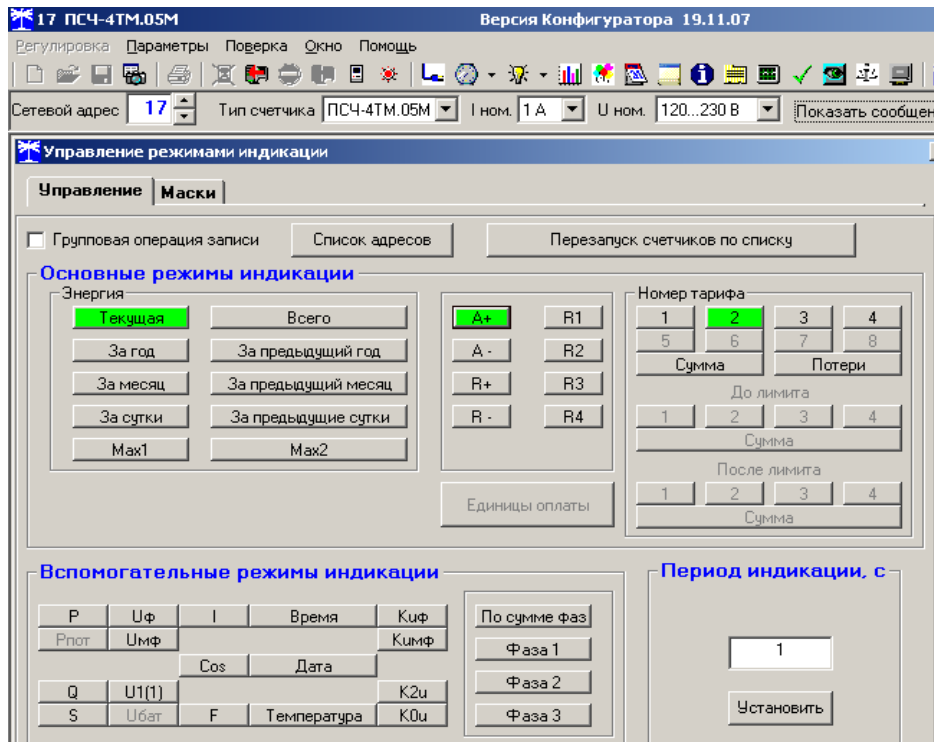 17 ПСЧ-4ТМ.05М Версия Конфигуратора 19.11.07
Регулировка Параметры Поверка Окно Помощь
Сетевой адрес 17 Тип счетчика ПСЧ-4ТМ.05М I ном. 1 А U ном. 120...230 В Показать сообщен
Управление режимами индикации
Управление Маски
Групповая операция записи Список адресов Перезапуск счетчиков по списку
Основные режимы индикации
Энергия Номер тарифа
Текущая Всего A+ R1 1 2 3 4
5 6 7 8
За год За предыдущий год A - R2 Сумма Потери
За месяц За предыдущий месяц R+ R3
До лимита
За сутки За предыдущие сутки R - R4 1 2 3 4
Сумма
Max1 Max2
После лимита
Единицы оплаты 1 2 3 4
Сумма
Вспомогательные режимы индикации Период индикации, с
P Uф I Время Kuф По сумме фаз
Pпот Uмф Kuмф
Фаза 1 1
Cos Дата
Фаза 2
Q U1(1) K2u
S Uбат F Температура K0u Фаза 3 Установить